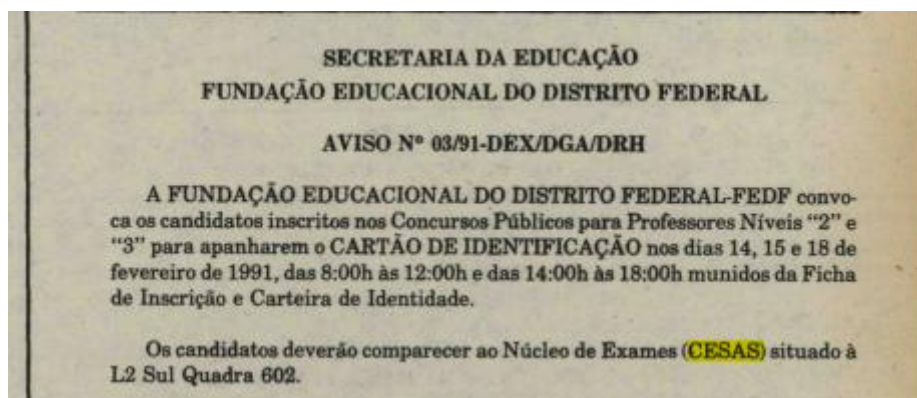 SECRETARIA DA EDUCAÇÃO
FUNDAÇÃO EDUCACIONAL DO DISTRITO FEDERAL
AVISO Nº 03/91-DEX/DGA/DRH
A FUNDAÇÃO EDUCACIONAL DO DISTRITO FEDERAL-FEDF convo-
ca os candidatos inscritos nos Concursos Públicos para Professores Níveis “2” e
“3” para apanharem o CARTÃO DE IDENTIFICAÇÃO nos dias 14, 15 e 18 de
fevereiro de 1991, das 8:00h às 12:00h e das 14:00h às 18:00h munidos da Ficha
de Inscrição e Carteira de Identidade.
Os candidatos deverão comparecer ao Núcleo de Exames (CESAS) situado à
L2 Sul Quadra 602.